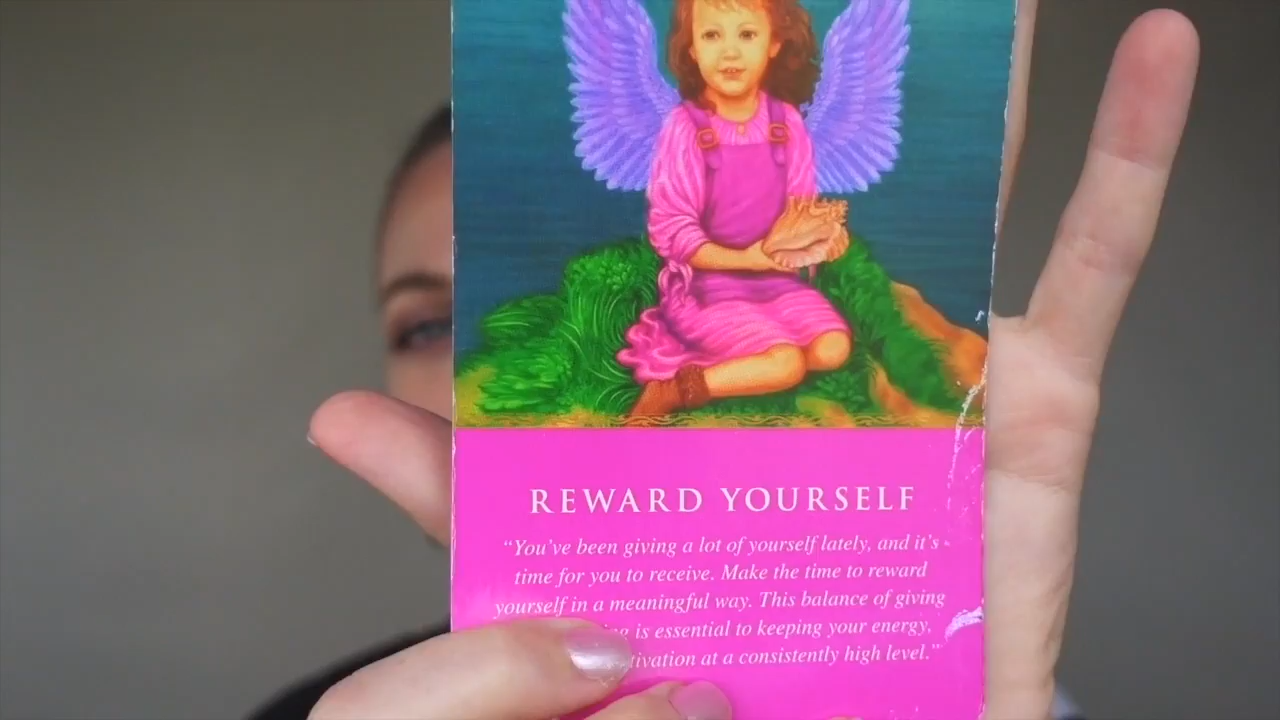 REWARD YOURSELF
“You’ve been giving a lot of yourself lately, and it’s
time for you to receive. Make the time to reward
yourself in a meaningful way. This balance of giving
is essential to keeping your energy,
at a consistently high level.”